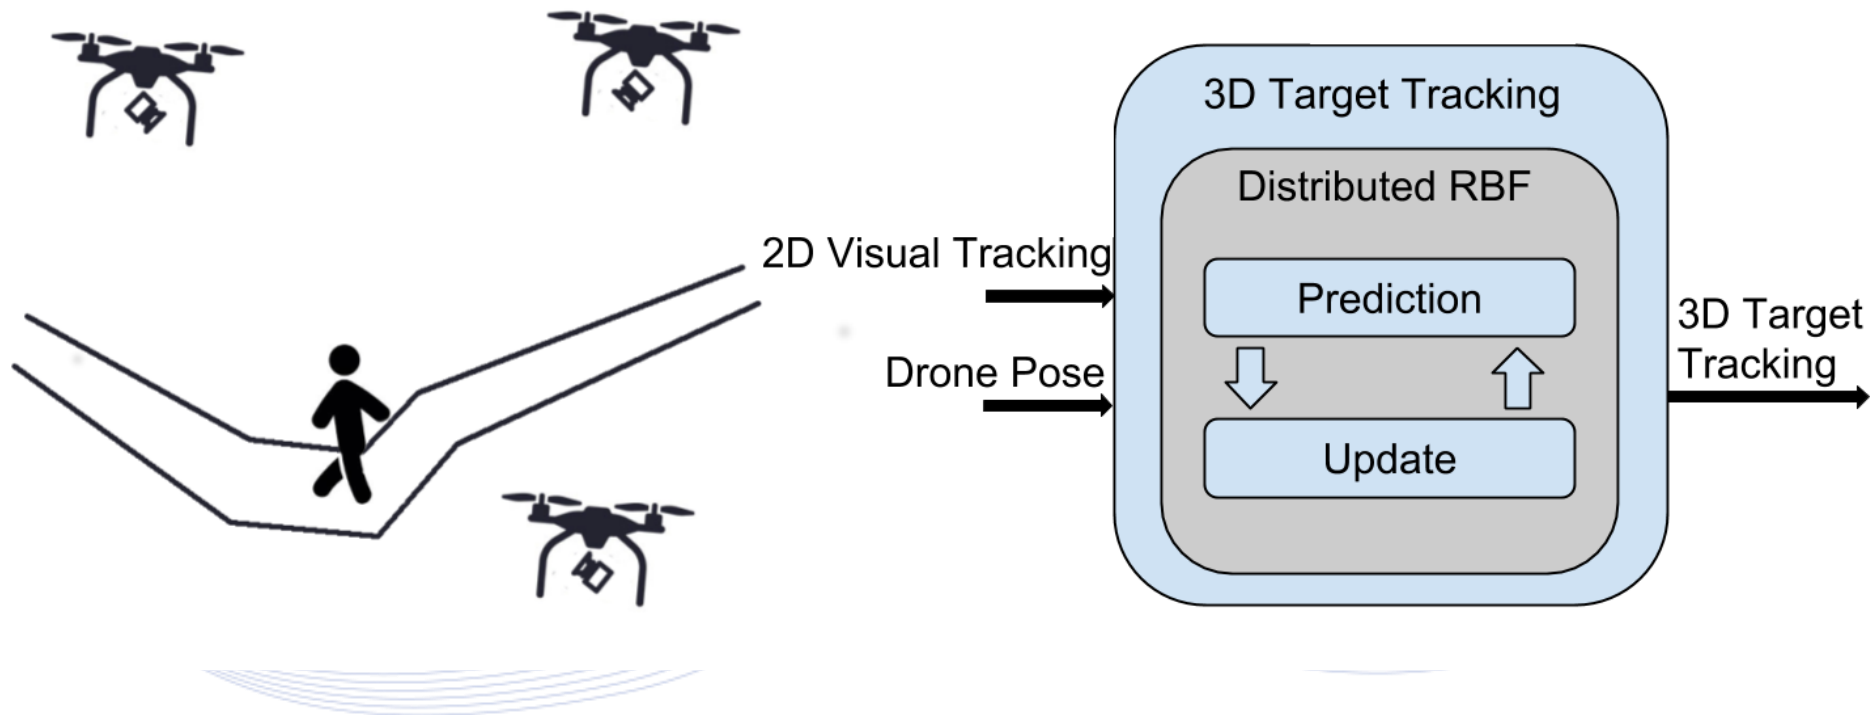 3D Target Tracking
Distributed RBF
2D Visual Tracking
Prediction
3D Target
Tracking
Drone Pose
Update